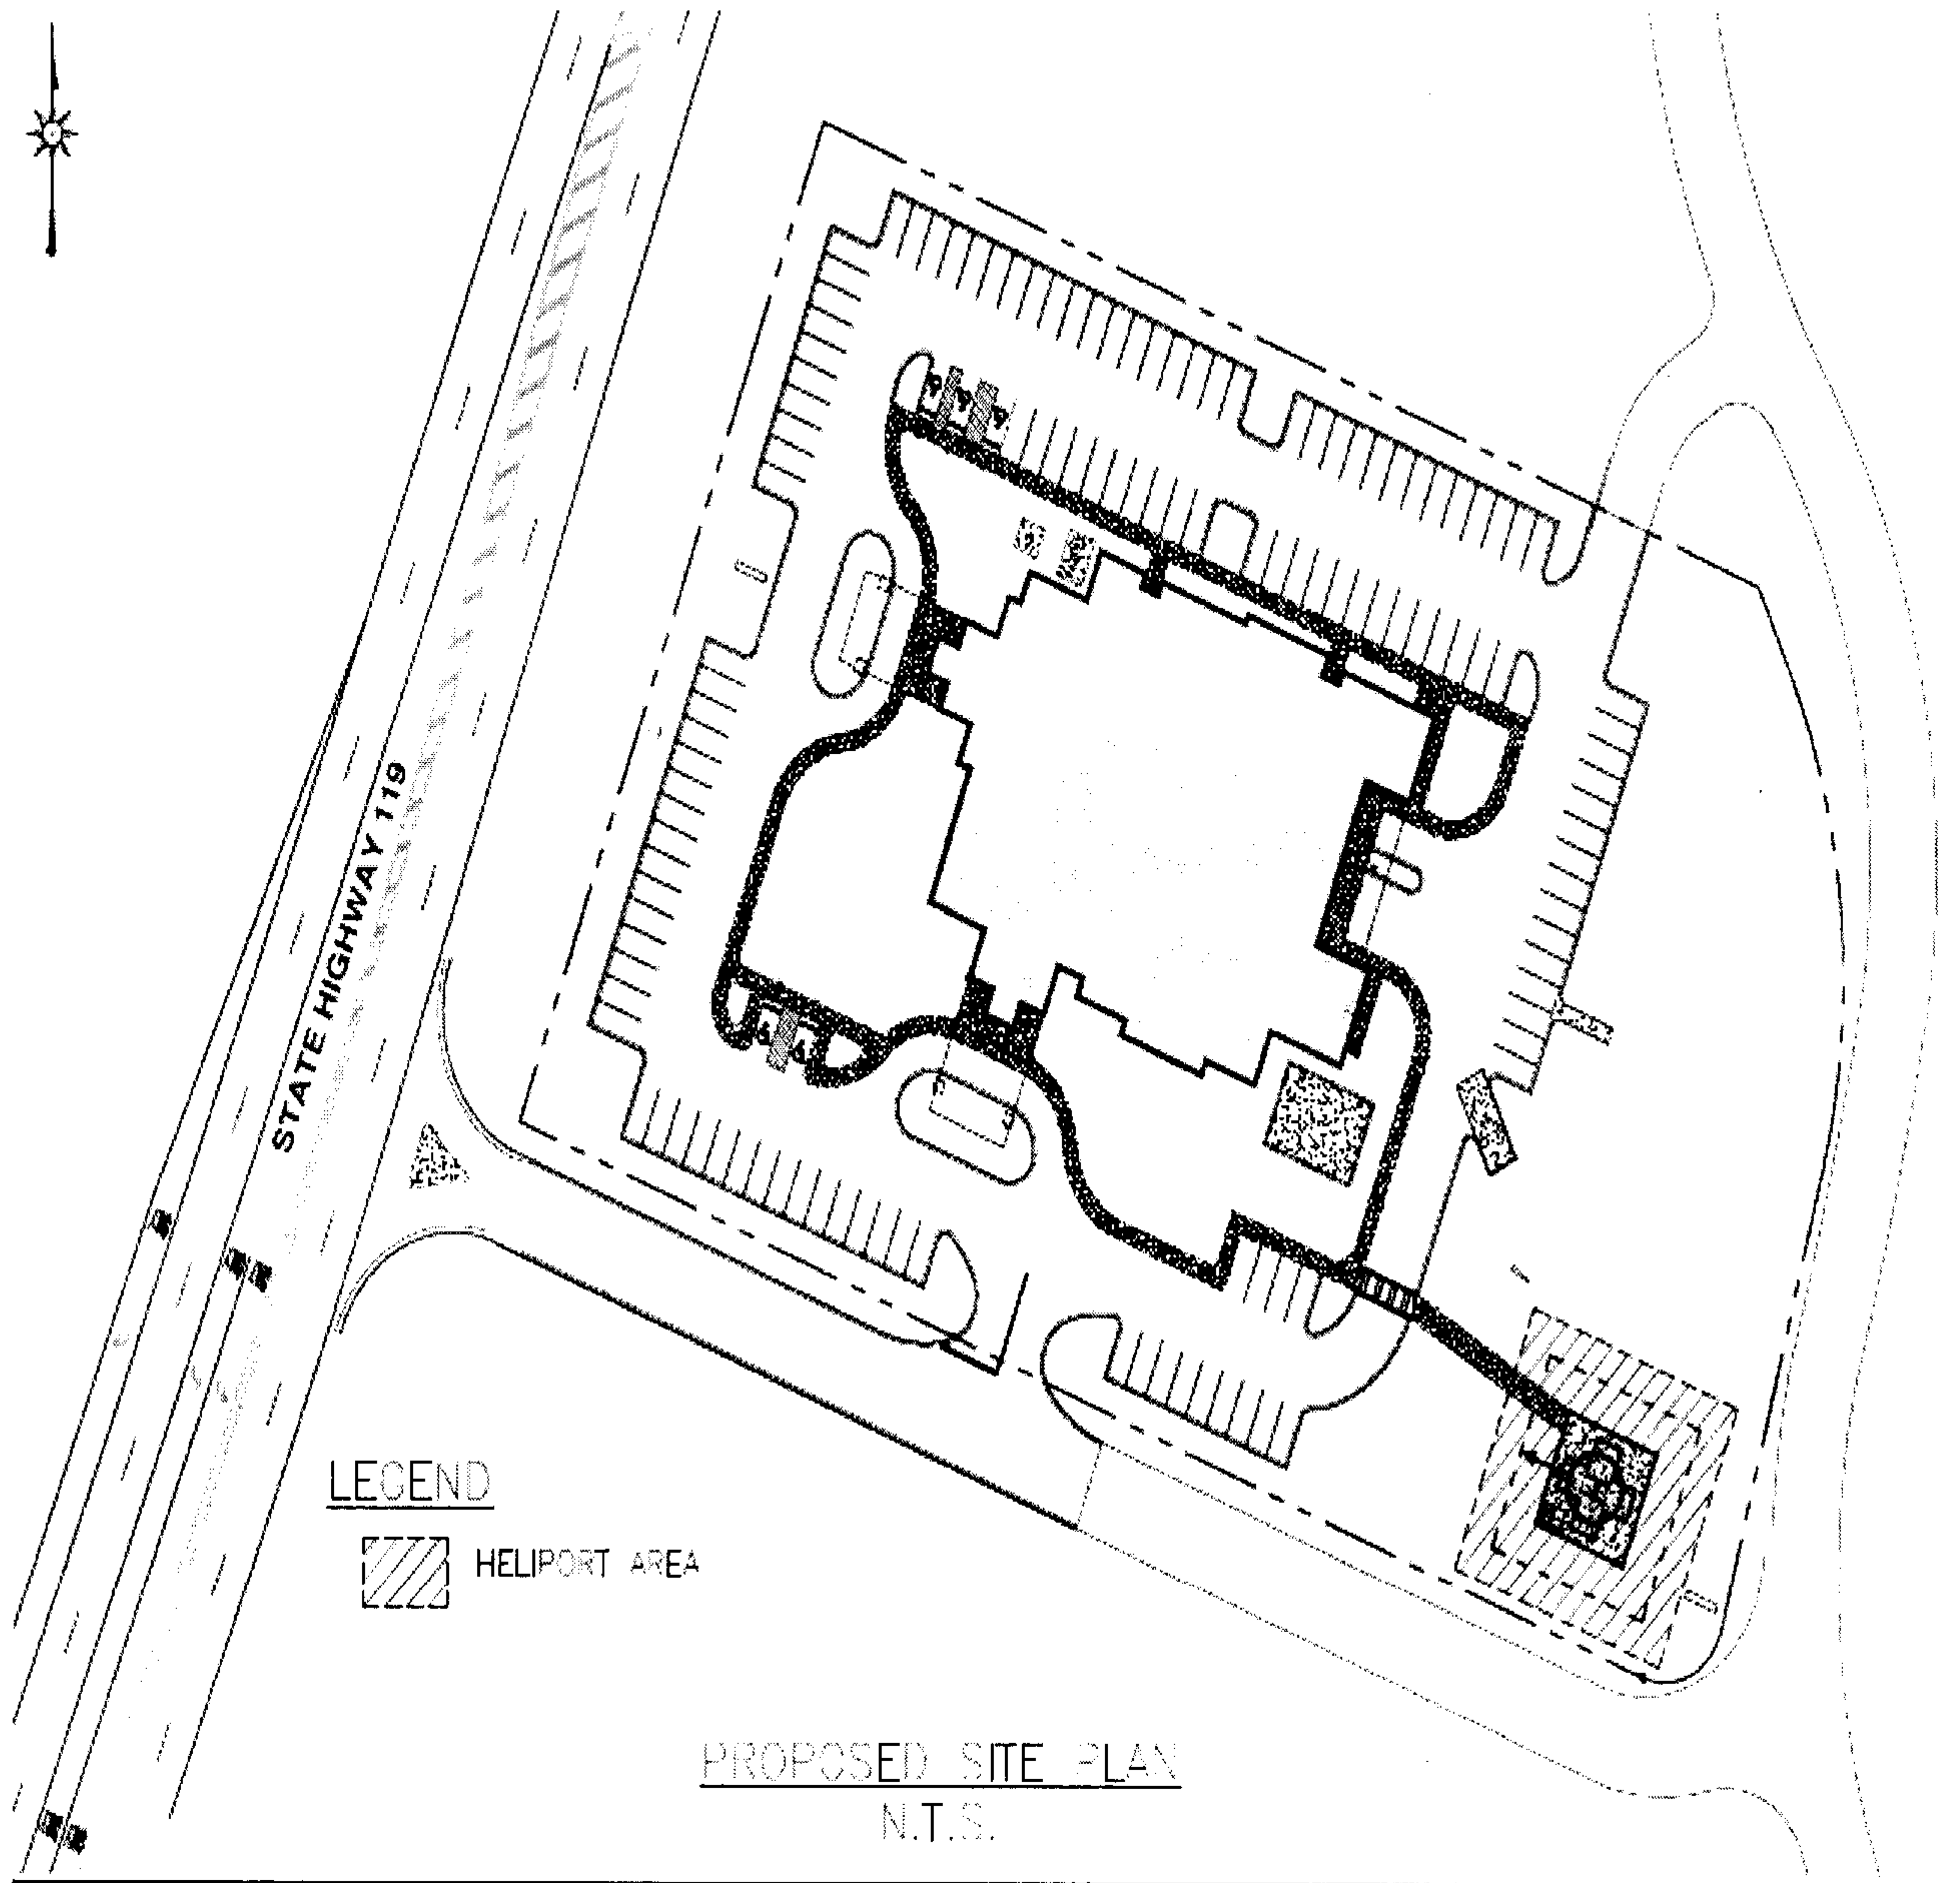 STATE HIGHWAY 119
LEGEND
HELIPORT AREA
PROPOSED SITE PLAN
N.T.S.